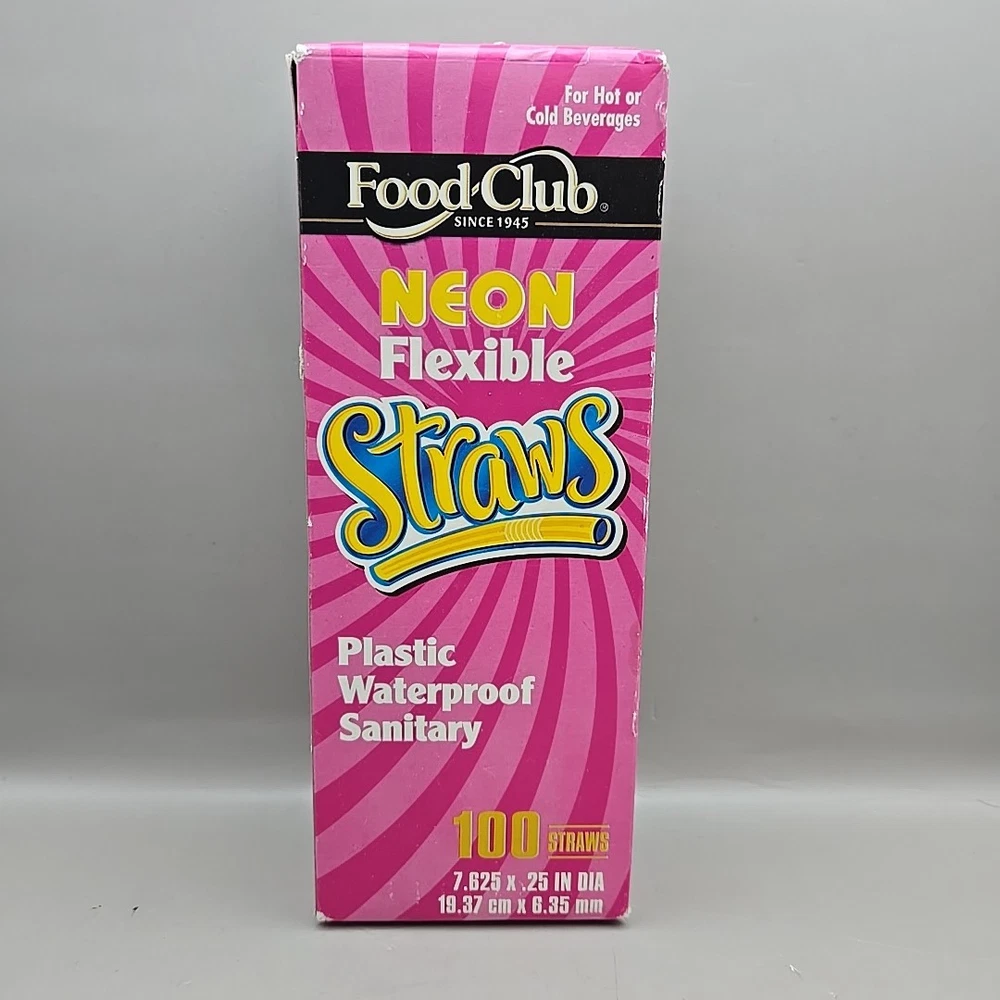 For Hot or
Cold Beverages
Food Club®
SINCE 1945
NEON
Flexible
Straws
Plastic
Waterproof
Sanitary
100 STRAWS
7.625 x .25 IN DIA
19.37 cm x 6.35 mm